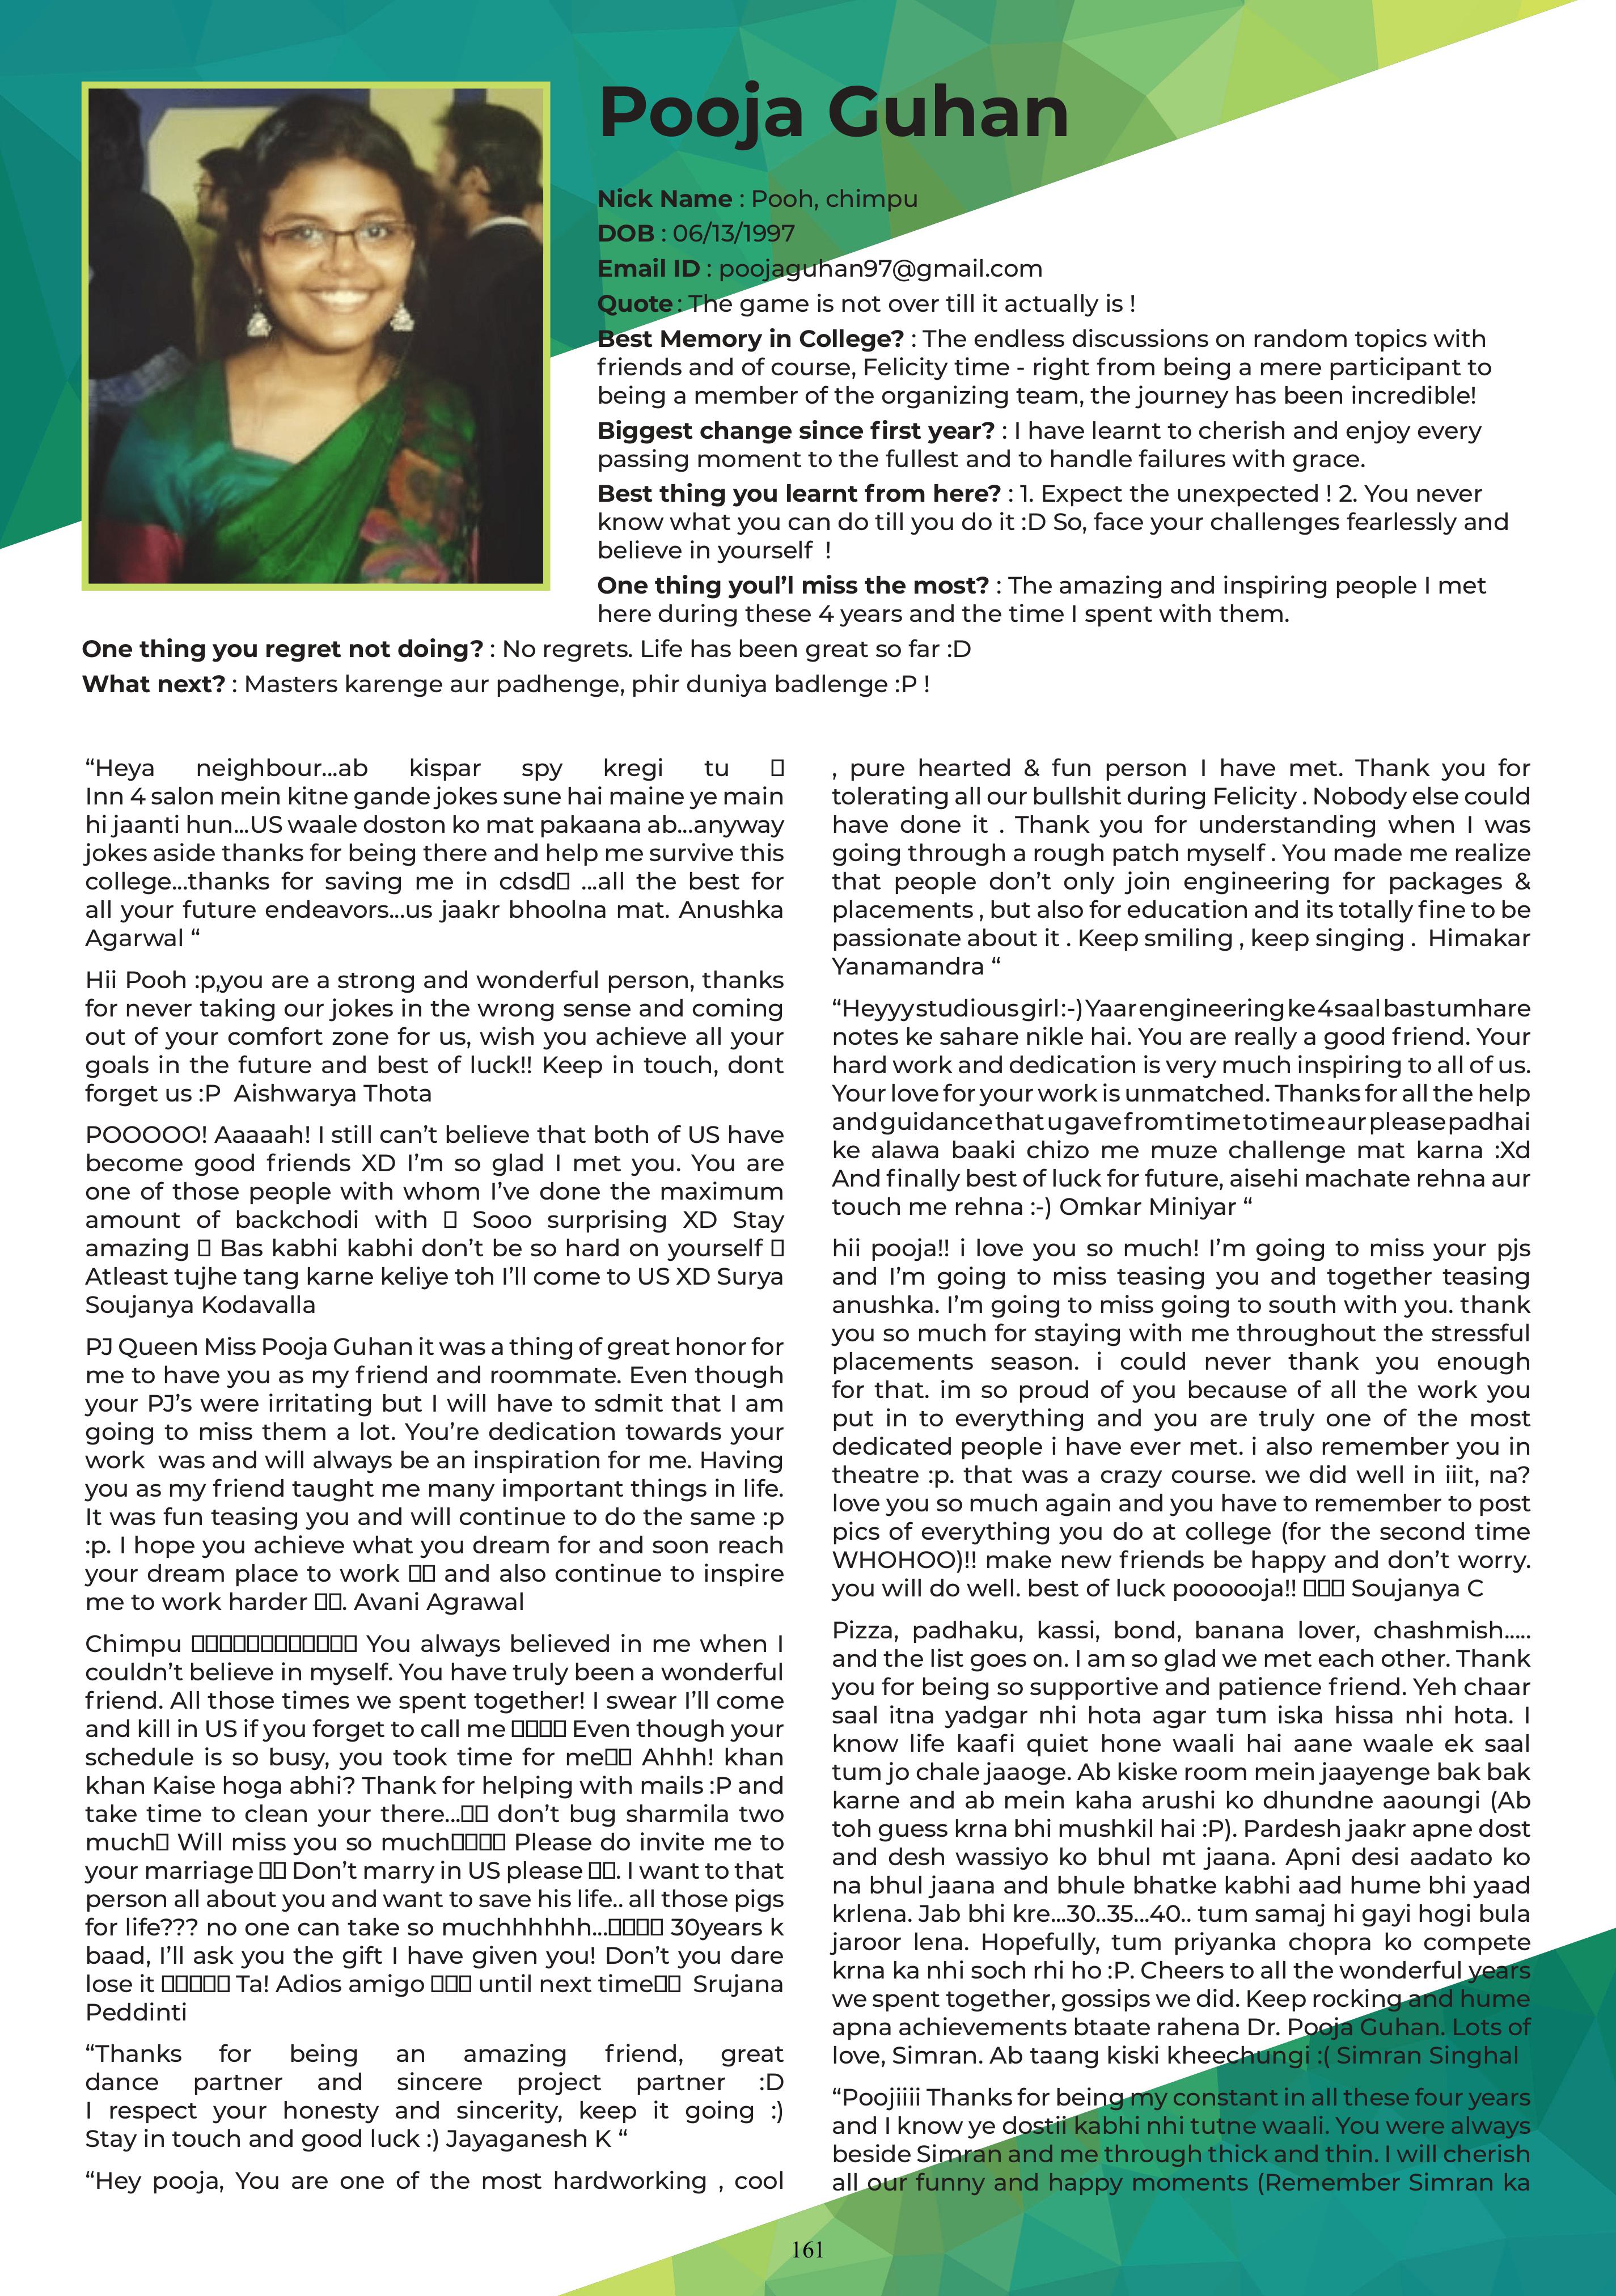 Pooja Guhan
Nick Name : Pooh, chimpu
DOB : 06/13/1997
Email ID : poojaguhan97@gmail.com
Quote : The game is not over till it actually is !
Best Memory in College? : The endless discussions on random topics with
friends and of course, Felicity time - right from being a mere participant to
being a member of the organizing team, the journey has been incredible!
Biggest change since first year? : I have learnt to cherish and enjoy every
passing moment to the fullest and to handle failures with grace.
Best thing you learnt from here? : 1. Expect the unexpected ! 2. You never
know what you can do till you do it :D So, face your challenges fearlessly and
believe in yourself !
One thing youl’l miss the most? : The amazing and inspiring people I met
here during these 4 years and the time I spent with them.
One thing you regret not doing? : No regrets. Life has been great so far :D
What next? : Masters karenge aur padhenge, phir duniya badlenge :P !
“Heya neighbour...ab kispar spy kregi tu 
Inn 4 salon mein kitne gande jokes sune hai maine ye main
hi jaanti hun...US waale doston ko mat pakaana ab...anyway
jokes aside thanks for being there and help me survive this
college...thanks for saving me in cdsd ...all the best for
all your future endeavors...us jaakr bhoolna mat. Anushka
Agarwal “
Hii Pooh :p,you are a strong and wonderful person, thanks
for never taking our jokes in the wrong sense and coming
out of your comfort zone for us, wish you achieve all your
goals in the future and best of luck!! Keep in touch, dont
forget us :P Aishwarya Thota
POOOOO! Aaaaah! I still can’t believe that both of US have
become good friends XD I’m so glad I met you. You are
one of those people with whom I’ve done the maximum
amount of backchodi with  Sooo surprising XD Stay
amazing  Bas kabhi kabhi don’t be so hard on yourself 
Atleast tujhe tang karne keliye toh I’ll come to US XD Surya
Soujanya Kodavalla
PJ Queen Miss Pooja Guhan it was a thing of great honor for
me to have you as my friend and roommate. Even though
your PJ’s were irritating but I will have to sdmit that I am
going to miss them a lot. You’re dedication towards your
work was and will always be an inspiration for me. Having
you as my friend taught me many important things in life.
It was fun teasing you and will continue to do the same :p
:p. I hope you achieve what you dream for and soon reach
your dream place to work  and also continue to inspire
me to work harder . Avani Agrawal
Chimpu  You always believed in me when I
couldn’t believe in myself. You have truly been a wonderful
friend. All those times we spent together! I swear I’ll come
and kill in US if you forget to call me  Even though your
schedule is so busy, you took time for me Ahhh! khan
khan Kaise hoga abhi? Thank for helping with mails :P and
take time to clean your there... don’t bug sharmila two
much Will miss you so much Please do invite me to
your marriage  Don’t marry in US please . I want to that
person all about you and want to save his life.. all those pigs
for life??? no one can take so muchhhhhh... 30years k
baad, I’ll ask you the gift I have given you! Don’t you dare
lose it  Ta! Adios amigo  until next time Srujana
Peddinti
“Thanks for being an amazing friend, great
dance partner and sincere project partner :D
I respect your honesty and sincerity, keep it going :)
Stay in touch and good luck :) Jayaganesh K “
“Hey pooja, You are one of the most hardworking , cool
, pure hearted & fun person I have met. Thank you for
tolerating all our bullshit during Felicity . Nobody else could
have done it . Thank you for understanding when I was
going through a rough patch myself . You made me realize
that people don’t only join engineering for packages &
placements , but also for education and its totally fine to be
passionate about it . Keep smiling , keep singing . Himakar
Yanamandra “
“Heyyy studious girl :-) Yaar engineering ke 4 saal bas tumhare
notes ke sahare nikle hai. You are really a good friend. Your
hard work and dedication is very much inspiring to all of us.
Your love for your work is unmatched. Thanks for all the help
and guidance that u gave from time to time aur please padhai
ke alawa baaki chizo me muze challenge mat karna :Xd
And finally best of luck for future, aisehi machate rehna aur
touch me rehna :-) Omkar Miniyar “
hii pooja!! i love you so much! I’m going to miss your pjs
and I’m going to miss teasing you and together teasing
anushka. I’m going to miss going to south with you. thank
you so much for staying with me throughout the stressful
placements season. i could never thank you enough
for that. im so proud of you because of all the work you
put in to everything and you are truly one of the most
dedicated people i have ever met. i also remember you in
theatre :p. that was a crazy course. we did well in iiit, na?
love you so much again and you have to remember to post
pics of everything you do at college (for the second time
WHOHOO)!! make new friends be happy and don’t worry.
you will do well. best of luck poooooja!!  Soujanya C
Pizza, padhaku, kassi, bond, banana lover, chashmish.....
and the list goes on. I am so glad we met each other. Thank
you for being so supportive and patience friend. Yeh chaar
saal itna yadgar nhi hota agar tum iska hissa nhi hota. I
know life kaafi quiet hone waali hai aane waale ek saal
tum jo chale jaaoge. Ab kiske room mein jaayenge bak bak
karne and ab mein kaha arushi ko dhundne aaoungi (Ab
toh guess krna bhi mushkil hai :P). Pardesh jaakr apne dost
and desh wassiyo ko bhul mt jaana. Apni desi aadato ko
na bhul jaana and bhule bhatke kabhi aad hume bhi yaad
krlena. Jab bhi kre...30..35...40.. tum samaj hi gayi hogi bula
jaroor lena. Hopefully, tum priyanka chopra ko compete
krna ka nhi soch rhi ho :P. Cheers to all the wonderful years
we spent together, gossips we did. Keep rocking and hume
apna achievements btaate rahena Dr. Pooja Guhan. Lots of
love, Simran. Ab taang kiski kheechungi :( Simran Singhal
“Poojiiii Thanks for being my constant in all these four years
and I know ye dostii kabhi nhi tutne waali. You were always
beside Simran and me through thick and thin. I will cherish
all our funny and happy moments (Remember Simran ka
161